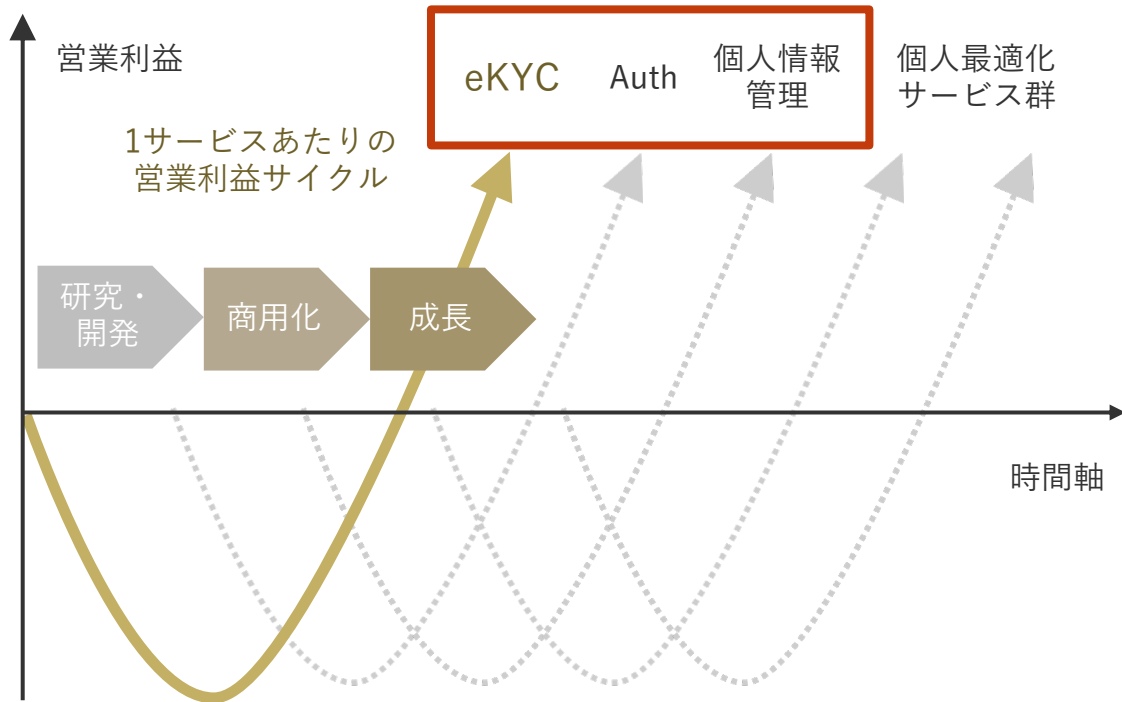 営業利益
eKYC
Auth
個人情報
管理
個人最適化
サービス群
1サービスあたりの
営業利益サイクル
研究・
開発
商用化
成長
時間軸